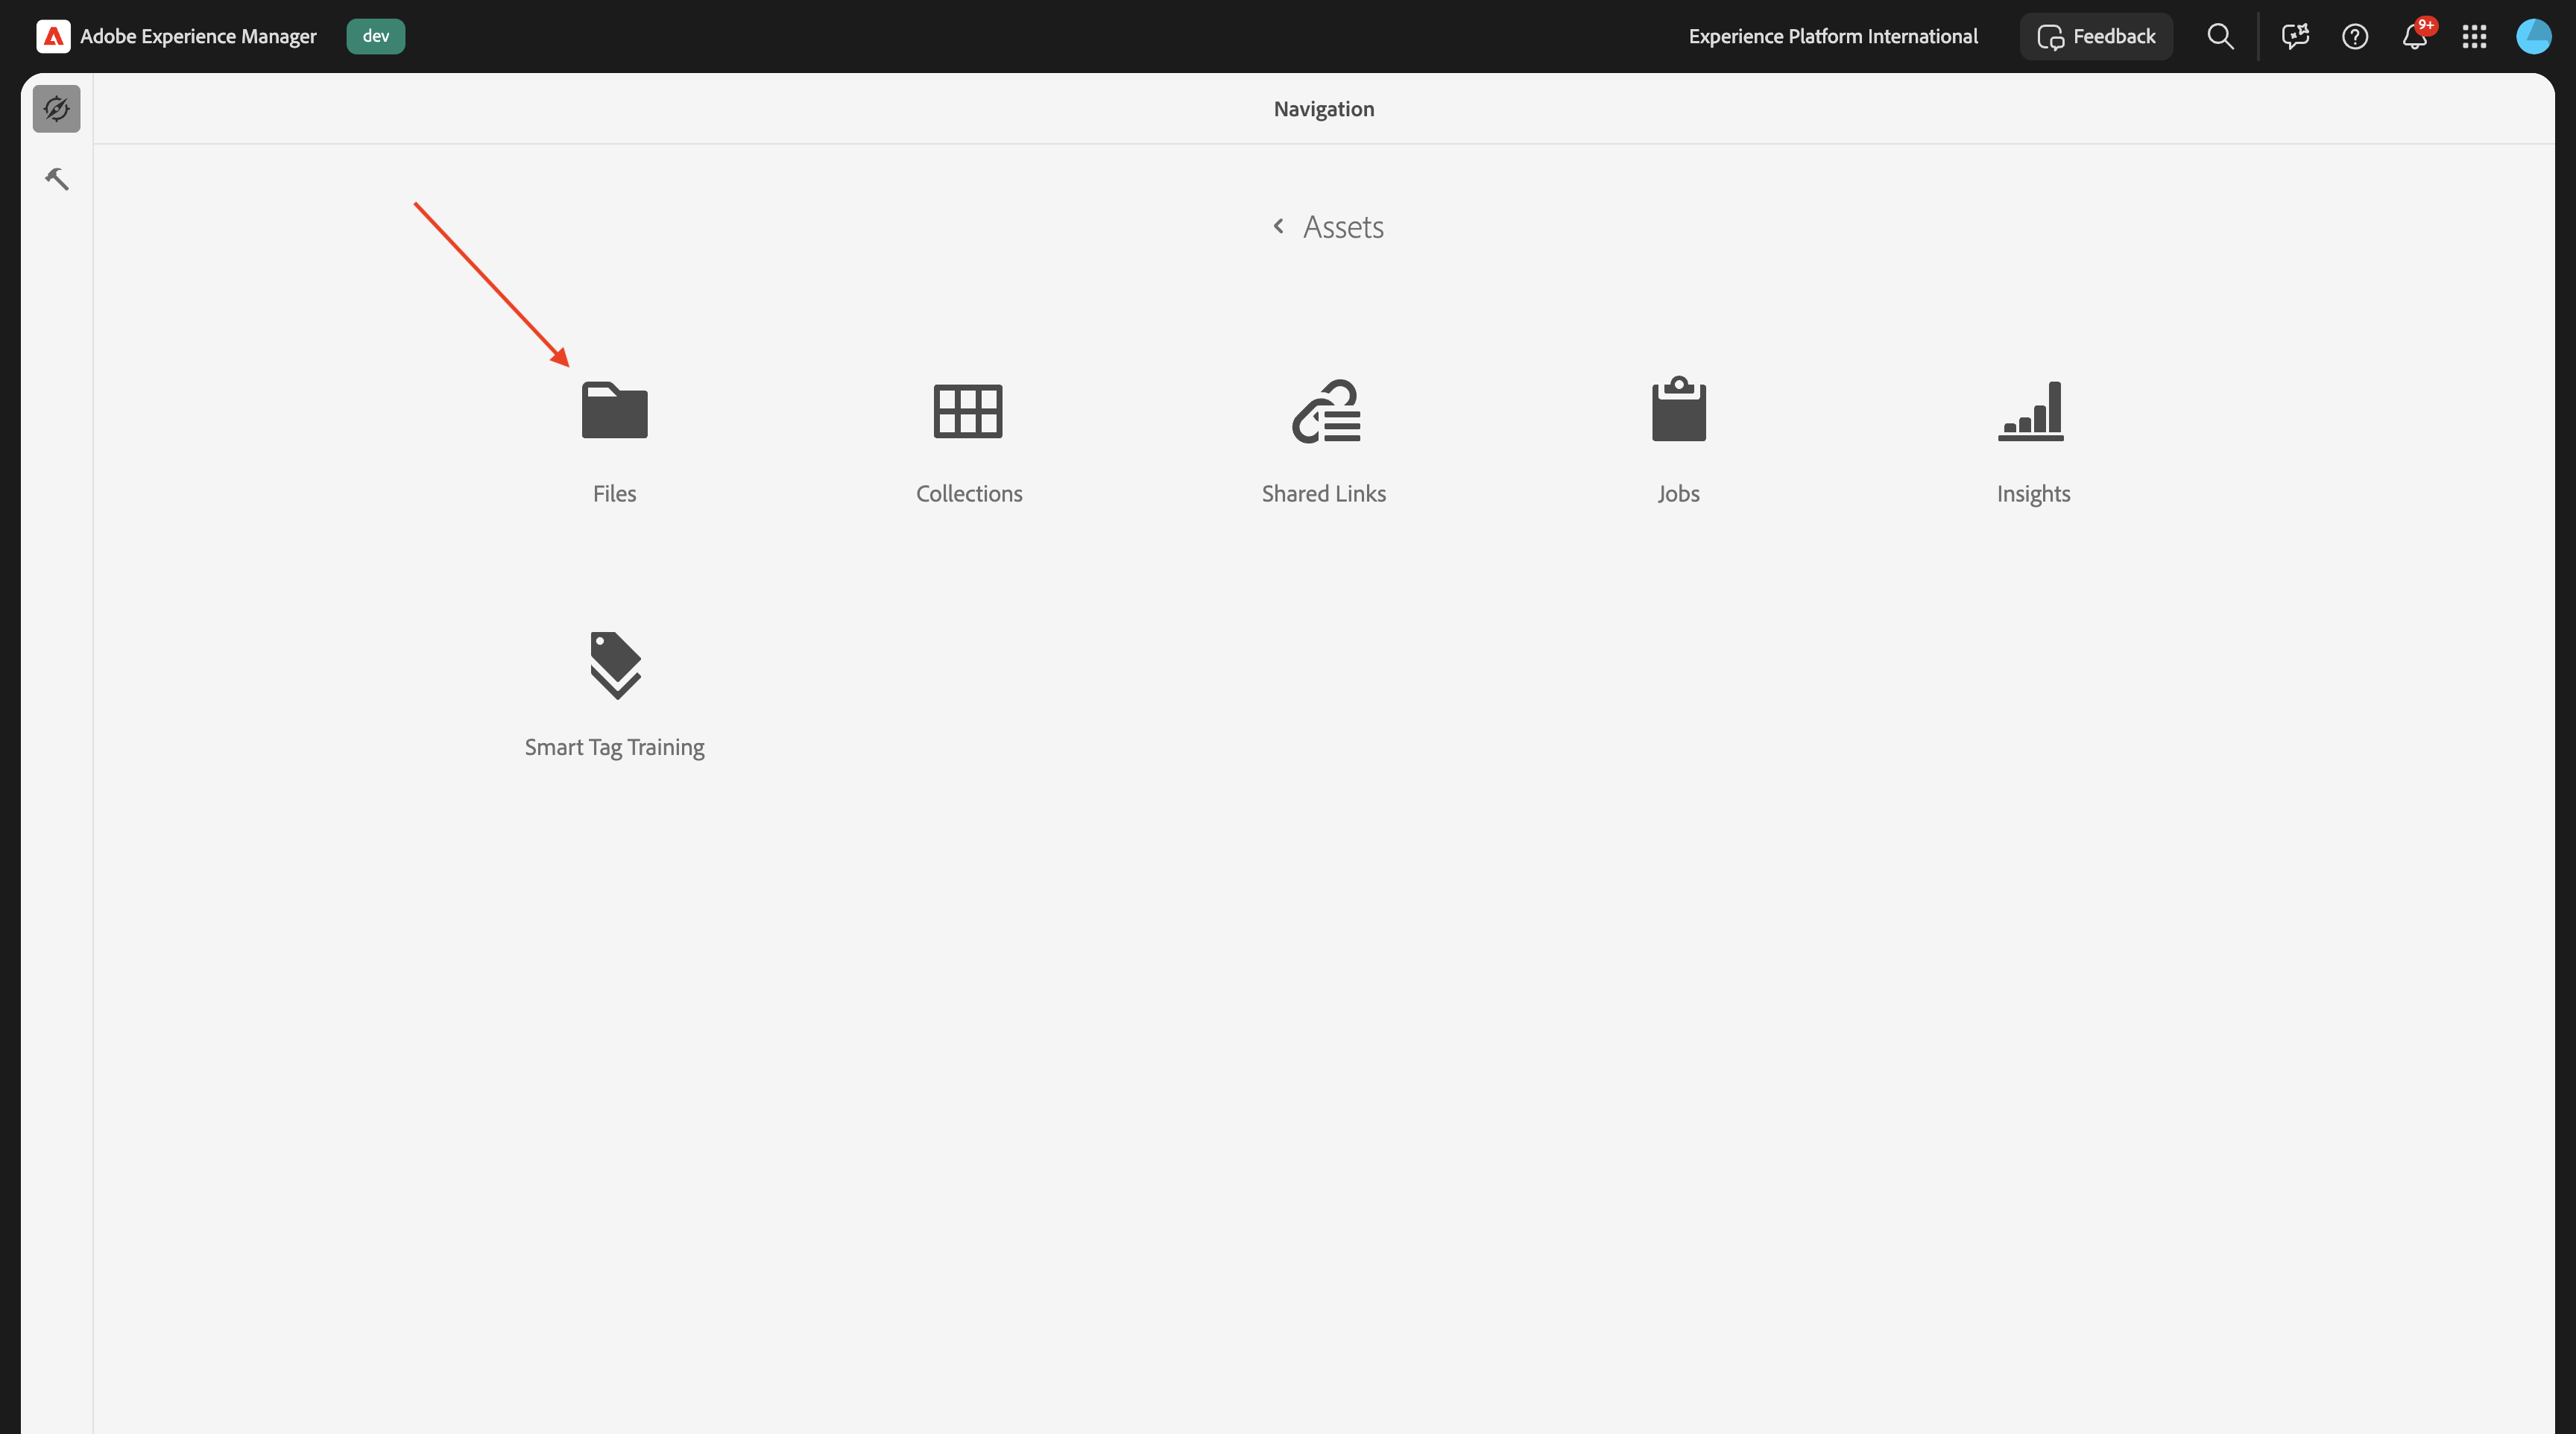 Adobe Experience Manager dev Experience Platform International Feedback 9+
Navigation
Assets
Files Collections Shared Links Jobs Insights
Smart Tag Training